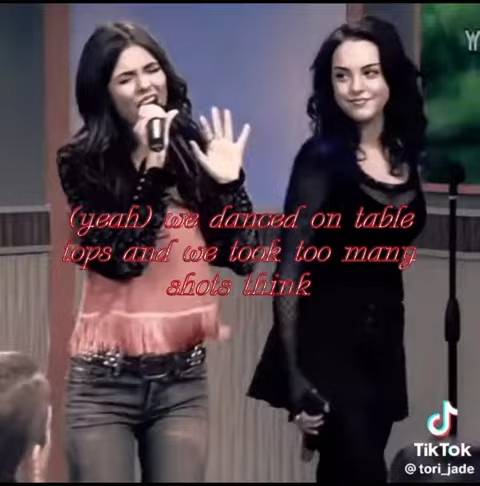 (yeah) we danced on table
tops and we took too many
shots think
TikTok
@tori_jade